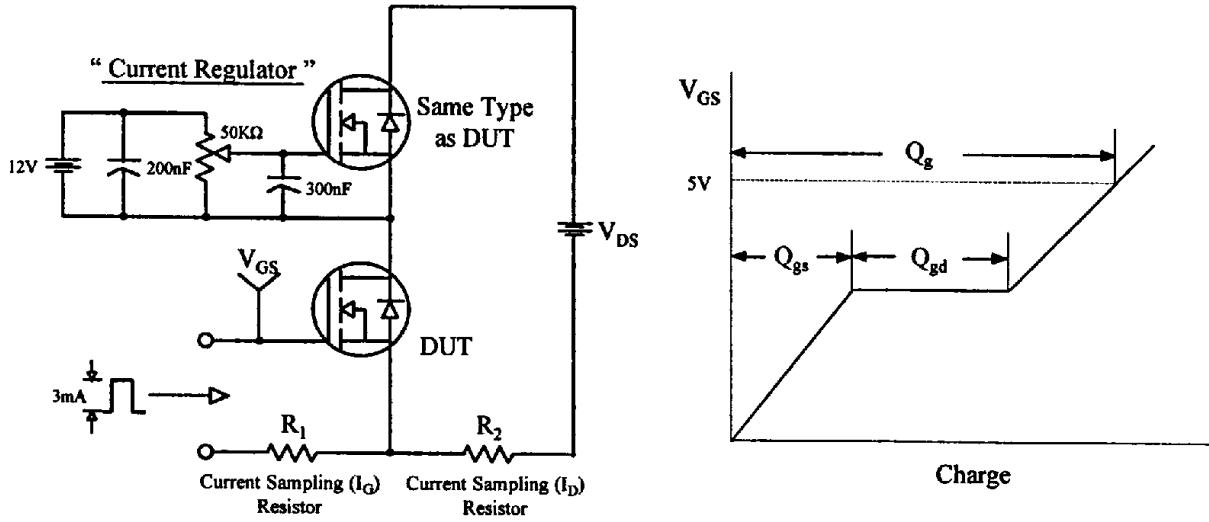 “ Current Regulator ”
Same Type
as DUT
50KΩ
12V
200nF
300nF
V_DS
V_GS
DUT
3mA
R_1
R_2
Current Sampling (I_G)
Resistor
Current Sampling (I_D)
Resistor
V_GS
Q_g
5V
Q_gs
Q_gd
Charge